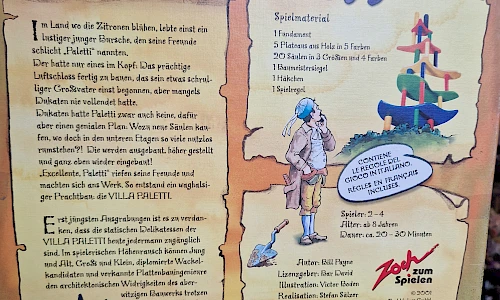 Im Land wo die Zitronen blühen, lebte einst ein
lustiger junger Bursche, den seine Freunde
schlicht „Paletti" nannten.
Der hatte nur eines im Kopf: Das prächtige
Luftschloss fertig zu bauen, das sein etwas schrul-
liger Großvater einst begonnen, aber mangels
Dukaten nie vollendet hatte.
Dukaten hatte Paletti zwar auch keine, dafür
aber einen genialen Plan: Wozu neue Säulen kau-
fen, wo doch in den unteren Etagen so viele nutzlos
rumstehen?! Die werden ausgebaut, höher gestellt
und ganz oben wieder eingebaut!
„Excellente, Paletti" riefen seine Freunde und
machten sich ans Werk. So entstand ein waghalsi-
ger Prachtbau: die VILLA PALETTI.
Erst jüngsten Ausgrabungen ist es zu verdan-
ken, dass die statischen Delikatessen der
VILLA PALETTI heute jedermann zugänglich
sind. Im spielerischen Höhenrausch können Jung
und Alt, Groß und Klein, diplomierte Wackel-
kandidaten und verkannte Plattenbauingenieure
den architektonischen Widrigkeiten des aber-
witzigen Bauwerks trotzen
Spielmaterial
1 Fundament
5 Plateaus aus Holz in 5 Farben
20 Säulen in 3 Größen und 4 Farben
1 Baumeistersiegel
1 Häkchen
1 Spielregel
CONTIENE
LE REGOLE DEL
GIOCO IN ITALIANO.
RÈGLES EN FRANÇAIS
INCLUSES.
Spieler: 2-4
Alter: ab 8 Jahren
Dauer: ca. 20-30 Minuten
Autor: Bill Payne
Lizenzgeber: Bar David
Illustration: Victor Boden
Realisation: Stefan Sälzer
Zoch zum
Spielen
© 2001